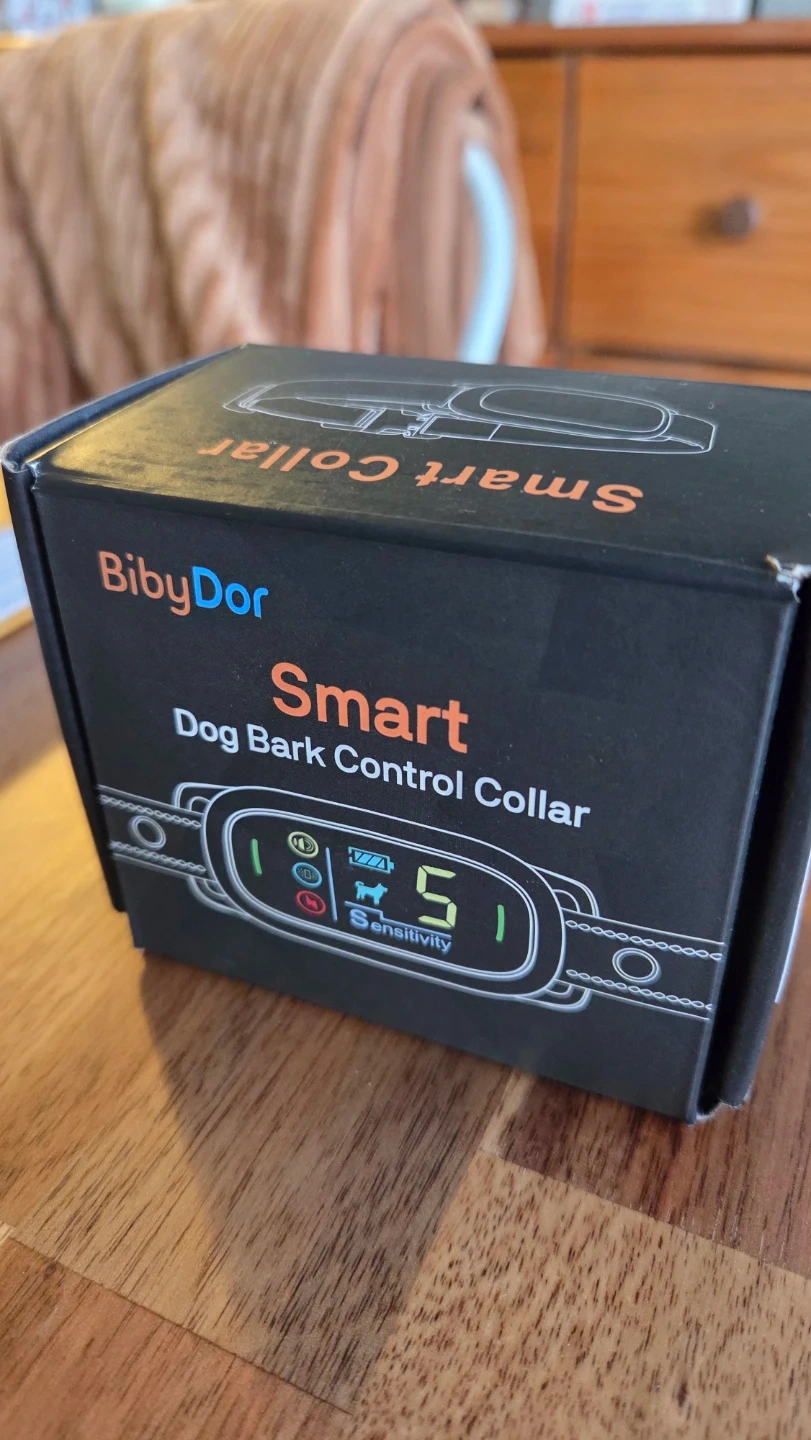 Smart Collar
BibyDor
Smart
Dog Bark Control Collar
5
Sensitivity